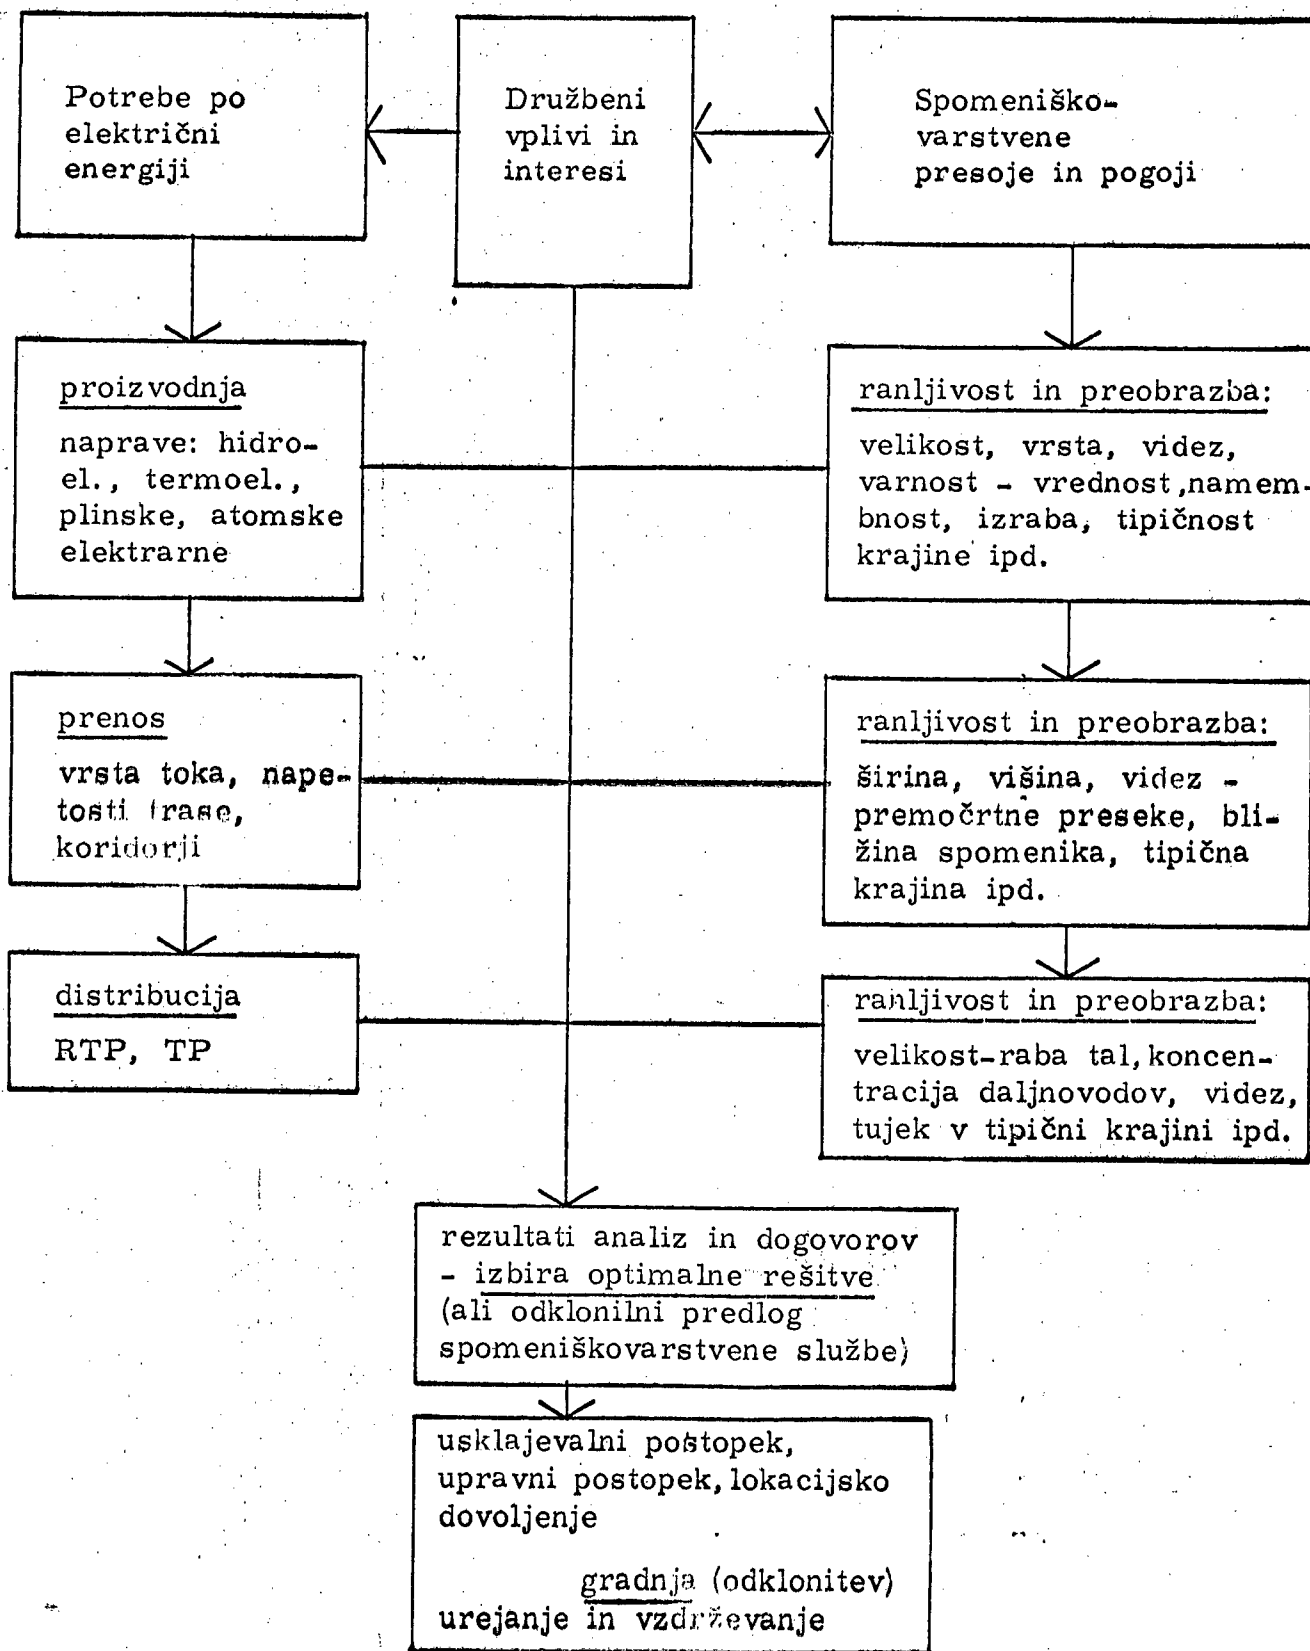 Potrebe po
električni
energiji
Družbeni
vplivi in
interesi
Spomeniško-
varstvene
presoje in pogoji
proizvodnja
naprave: hidro-
el., termoel.,
plinske, atomske
elektrarne
ranljivost in preobrazba:
velikost, vrsta, videz,
varnost - vrednost,namem-
bnost, izraba, tipičnost
krajine ipd.
prenos
vrsta toka, nape-
tosti trase,
koridorji
ranljivost in preobrazba:
širina, višina, videz -
premočrtne preseke, bli-
žina spomenika, tipična
krajina ipd.
distribucija
RTP, TP
ranljivost in preobrazba:
velikost-raba tal,koncen-
tracija daljnovodov, videz,
tujek v tipični krajini ipd.
rezultati analiz in dogovorov
- izbira optimalne rešitve
(ali odklonilni predlog
spomeniškovarstvene službe)
usklajevalni postopek,
upravni postopek,lokacijsko
dovoljenje
gradnja (odklonitev)
urejanje in vzdrževanje